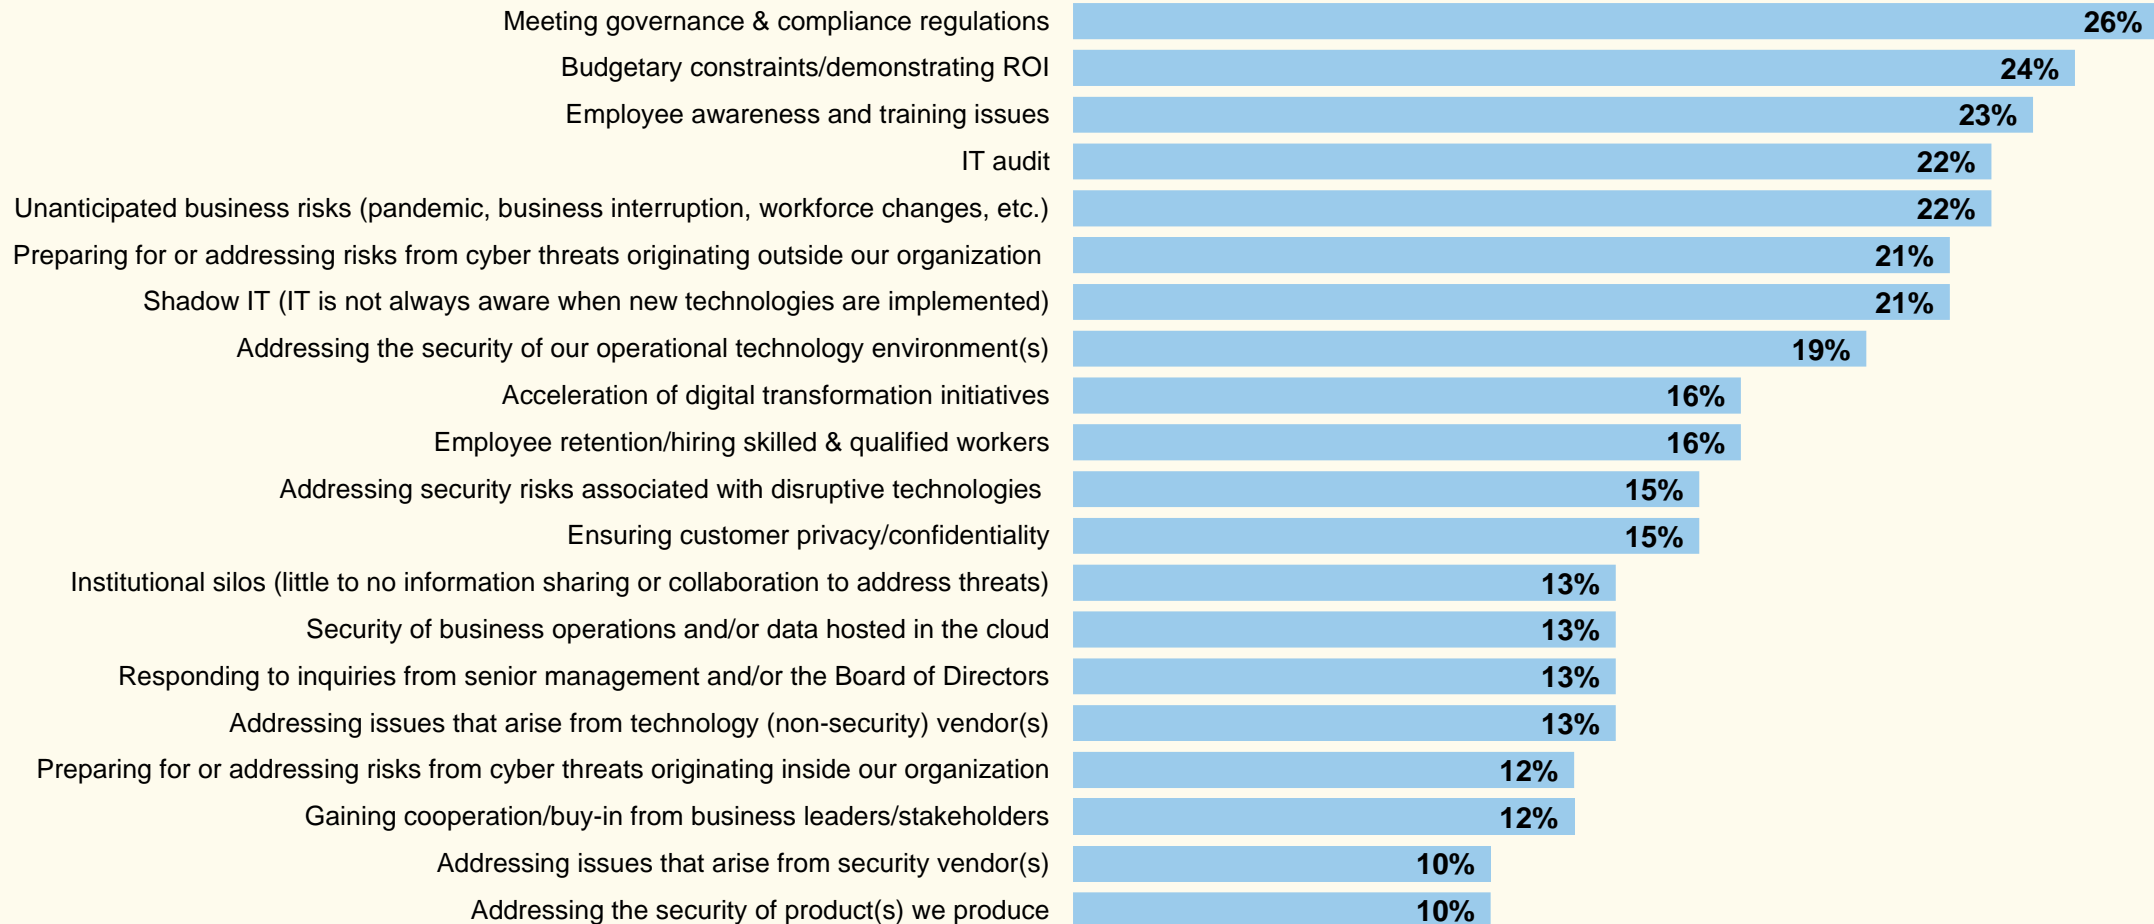 Meeting governance & compliance regulations 26%
Budgetary constraints/demonstrating ROI 24%
Employee awareness and training issues 23%
IT audit 22%
Unanticipated business risks (pandemic, business interruption, workforce changes, etc.) 22%
Preparing for or addressing risks from cyber threats originating outside our organization 21%
Shadow IT (IT is not always aware when new technologies are implemented) 21%
Addressing the security of our operational technology environment(s) 19%
Acceleration of digital transformation initiatives 16%
Employee retention/hiring skilled & qualified workers 16%
Addressing security risks associated with disruptive technologies 15%
Ensuring customer privacy/confidentiality 15%
Institutional silos (little to no information sharing or collaboration to address threats) 13%
Security of business operations and/or data hosted in the cloud 13%
Responding to inquiries from senior management and/or the Board of Directors 13%
Addressing issues that arise from technology (non-security) vendor(s) 13%
Preparing for or addressing risks from cyber threats originating inside our organization 12%
Gaining cooperation/buy-in from business leaders/stakeholders 12%
Addressing issues that arise from security vendor(s) 10%
Addressing the security of product(s) we produce 10%